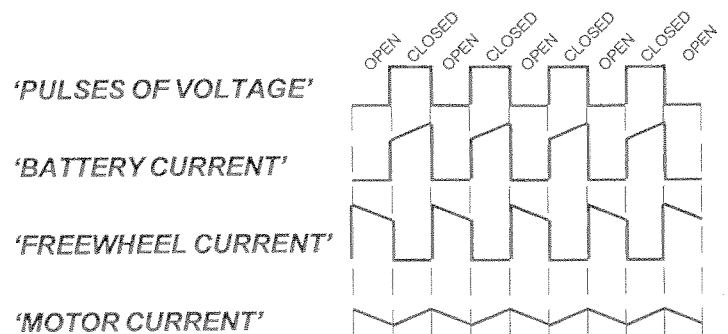 OPEN CLOSED OPEN CLOSED OPEN CLOSED OPEN CLOSED OPEN
'PULSES OF VOLTAGE'
'BATTERY CURRENT'
'FREEWHEEL CURRENT'
'MOTOR CURRENT'